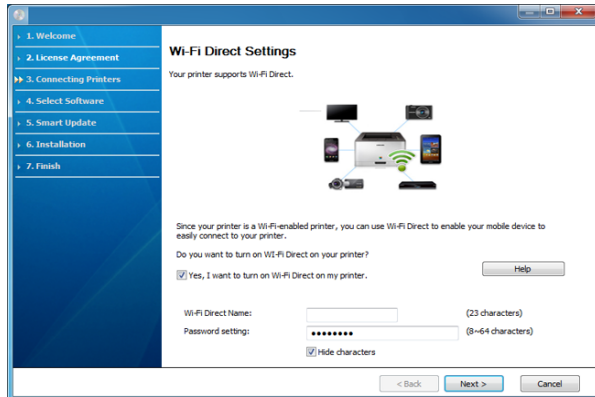 1. Welcome
2. License Agreement
3. Connecting Printers
4. Select Software
5. Smart Update
6. Installation
7. Finish
Wi-Fi Direct Settings
Your printer supports Wi-Fi Direct.
Since your printer is a Wi-Fi-enabled printer, you can use Wi-Fi Direct to enable your mobile device to
easily connect to your printer.
Do you want to turn on WI-Fi Direct on your printer?
Yes, I want to turn on Wi-Fi Direct on my printer.
Help
Wi-Fi Direct Name:
(23 characters)
Password setting:
●●●●●●●●
(8~64 characters)
Hide characters
< Back
Next >
Cancel